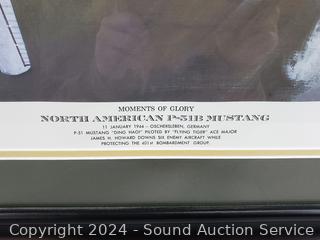 MOMENTS OF GLORY
NORTH AMERICAN P-51B MUSTANG
11 JANUARY 1944 – OSCHERSLEBEN, GERMANY
P-51 MUSTANG "DING HAO!" PILOTED BY "FLYING TIGER" ACE MAJOR
JAMES H. HOWARD DOWNS SIX ENEMY AIRCRAFT WHILE
PROTECTING THE 401st BOMBARDMENT GROUP.
Copyright © 2024 - Sound Auction Service